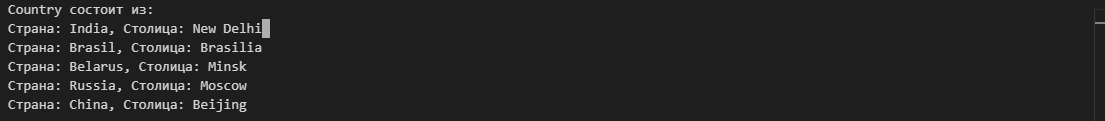 Country состоит из:
Страна: India, Столица: New Delhi
Страна: Brasil, Столица: Brasilia
Страна: Belarus, Столица: Minsk
Страна: Russia, Столица: Moscow
Страна: China, Столица: Beijing